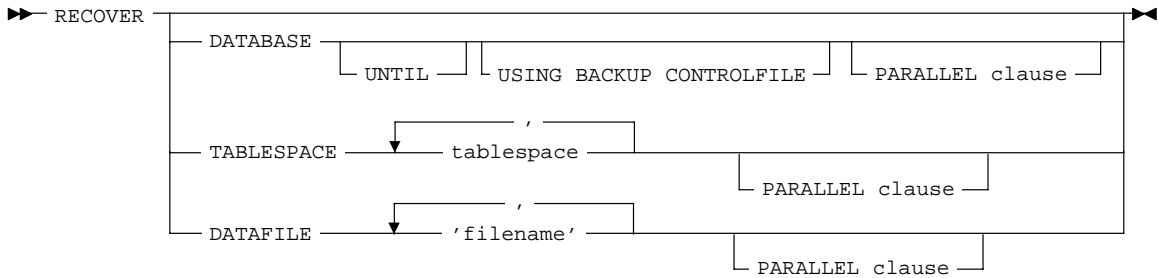 RECOVER
DATABASE
UNTIL USING BACKUP CONTROLFILE PARALLEL clause
,
TABLESPACE tablespace
PARALLEL clause
,
DATAFILE 'filename'
PARALLEL clause